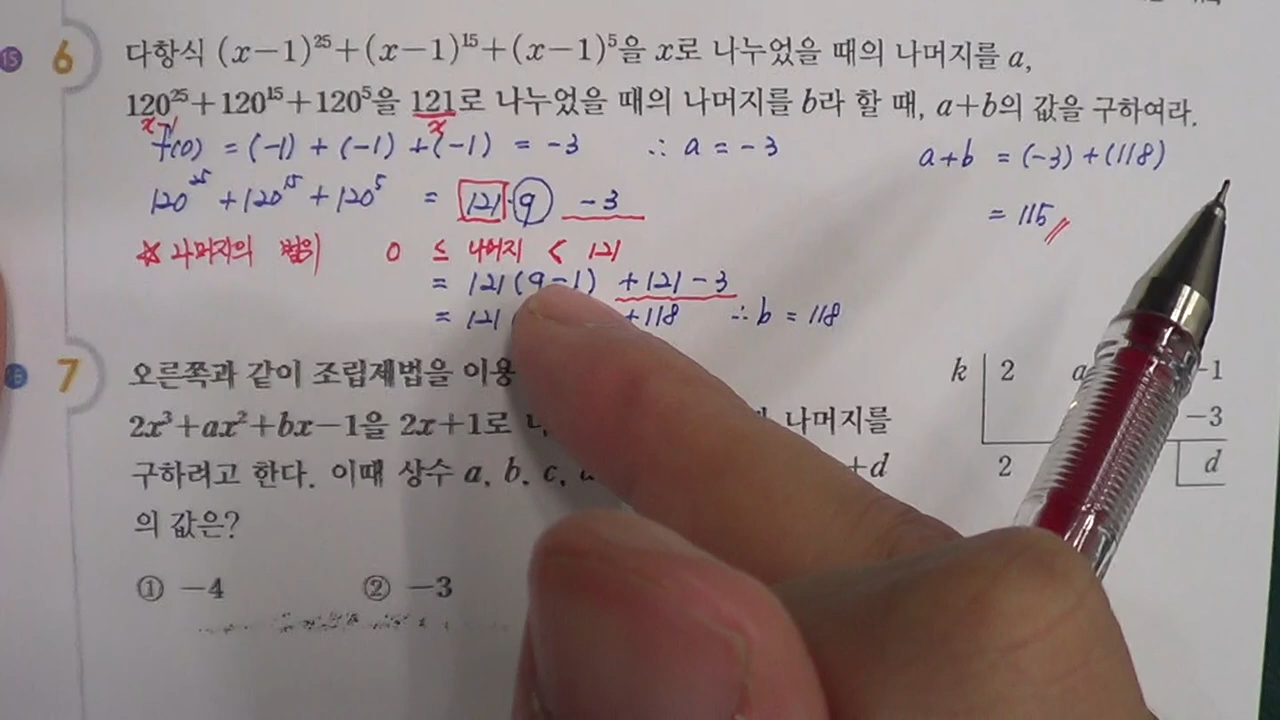 15
6
다항식 (x−1)²⁵+(x−1)¹⁵+(x−1)⁵을 x로 나누었을 때의 나머지를 a,
120²⁵+120¹⁵+120⁵을 121로 나누었을 때의 나머지를 b라 할 때, a+b의 값을 구하여라.
x-1
x
f(0) = (-1) + (-1) + (-1) = -3 ∴ a = -3
a+b = (-3) + (118)
120²⁵ + 120¹⁵ + 120⁵ = 121·q -3
= 115
☆ 나머지의 범위 0 ≤ 나머지 < 121
= 121(q-1) +121-3
= 121 +118 ∴ b = 118
7
오른쪽과 같이 조립제법을 이용
2x³+ax²+bx−1을 2x+1로 나머지를
구하려고 한다. 이때 상수 a, b, c, +d
의 값은?
① −4 ② −3
k 2 a -1
−3
2 d